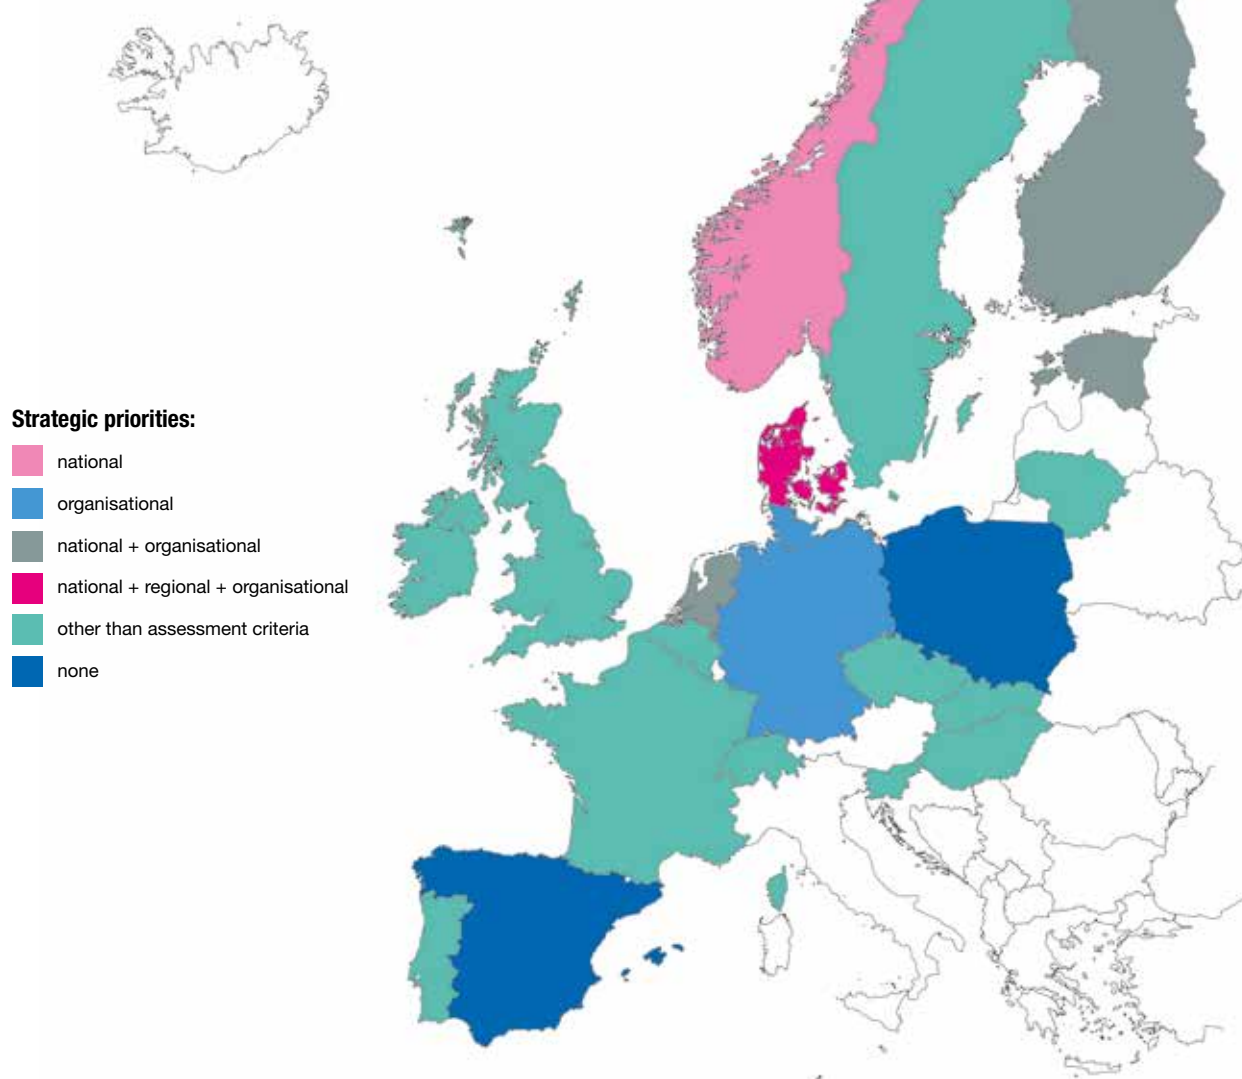 Strategic priorities:
national
organisational
national + organisational
national + regional + organisational
other than assessment criteria
none